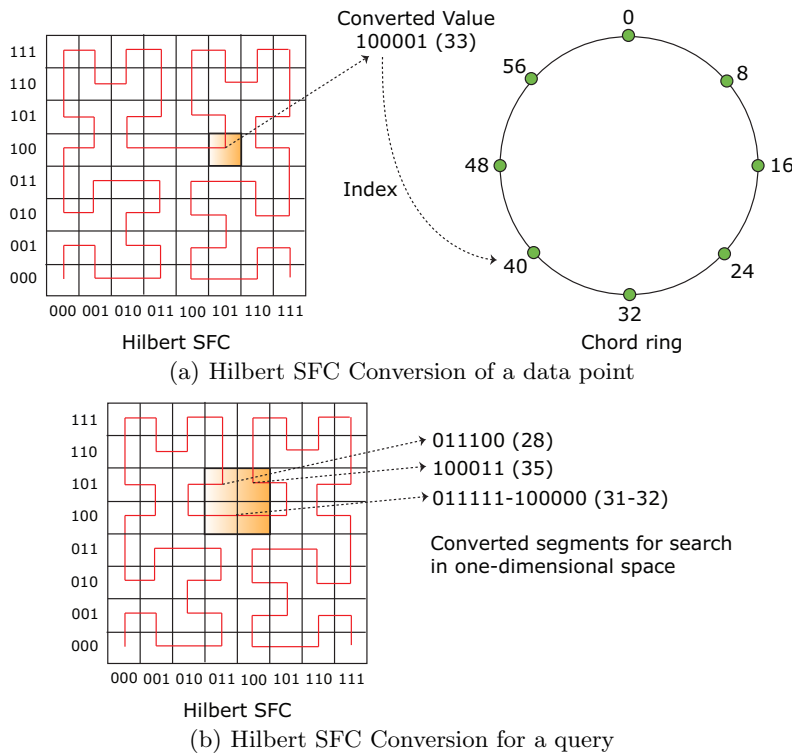 Converted Value
100001 (33)
0
8
16
24
32
40
48
56
Index
111
110
101
100
011
010
001
000
000 001 010 011 100 101 110 111
Hilbert SFC
Chord ring
(a) Hilbert SFC Conversion of a data point
111
110
101
100
011
010
001
000
000 001 010 011 100 101 110 111
Hilbert SFC
011100 (28)
100011 (35)
011111-100000 (31-32)
Converted segments for search
in one-dimensional space
(b) Hilbert SFC Conversion for a query